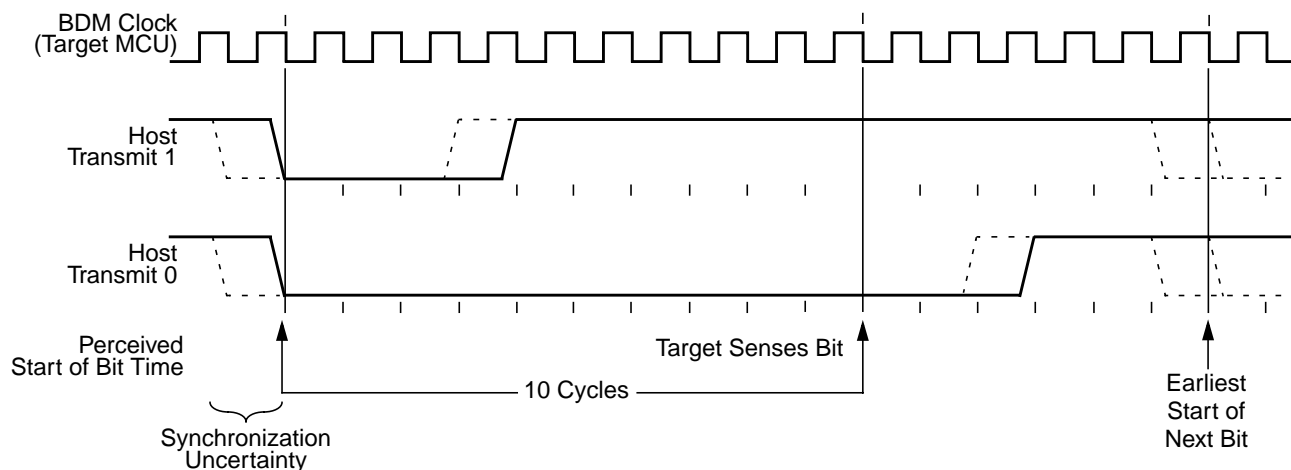 BDM Clock
(Target MCU)
Host
Transmit 1
Host
Transmit 0
Perceived
Start of Bit Time
Target Senses Bit
10 Cycles
Earliest
Start of
Next Bit
Synchronization
Uncertainty